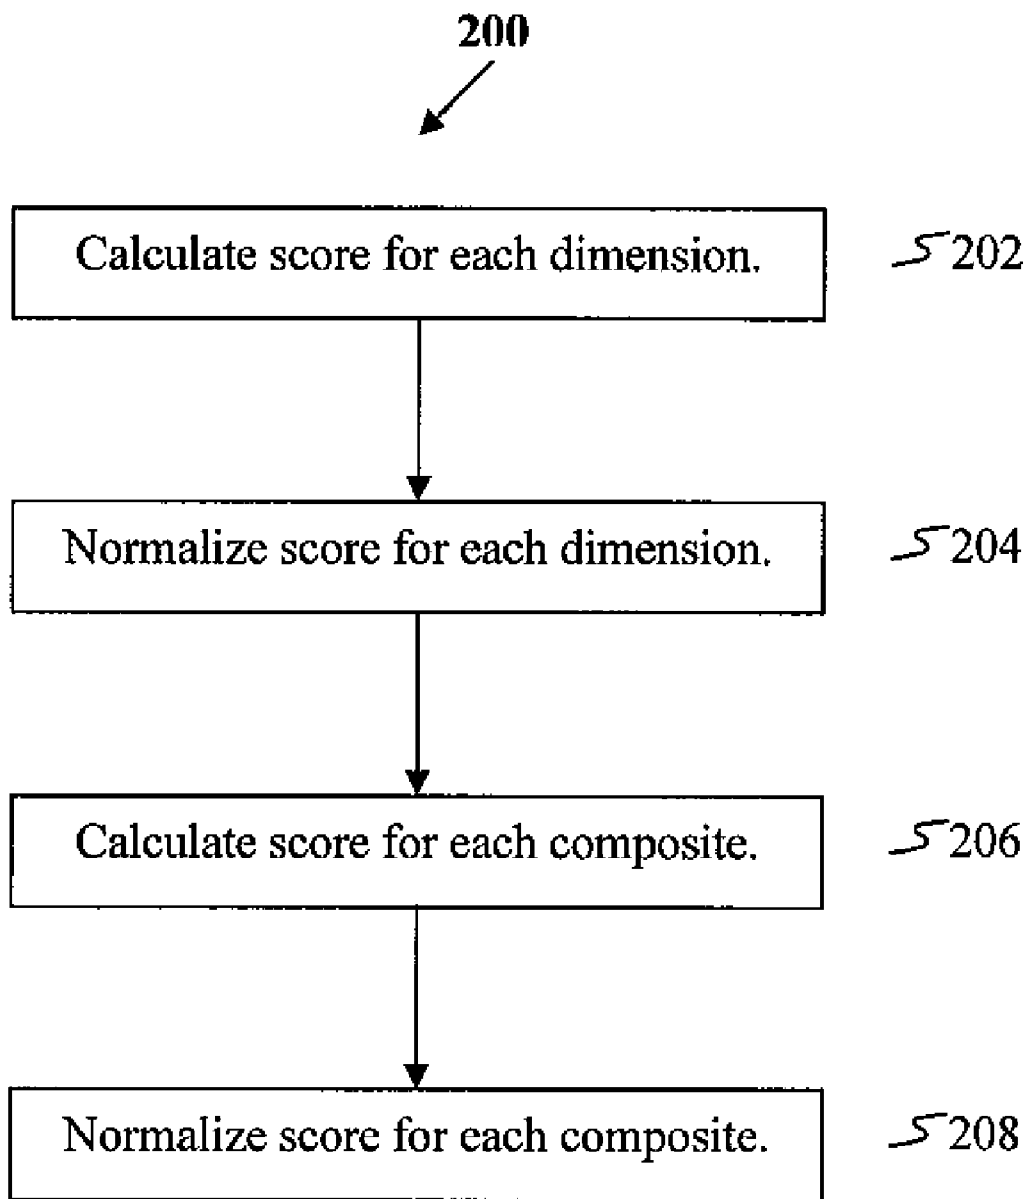 200
Calculate score for each dimension.
202
Normalize score for each dimension.
204
Calculate score for each composite.
206
Normalize score for each composite.
208